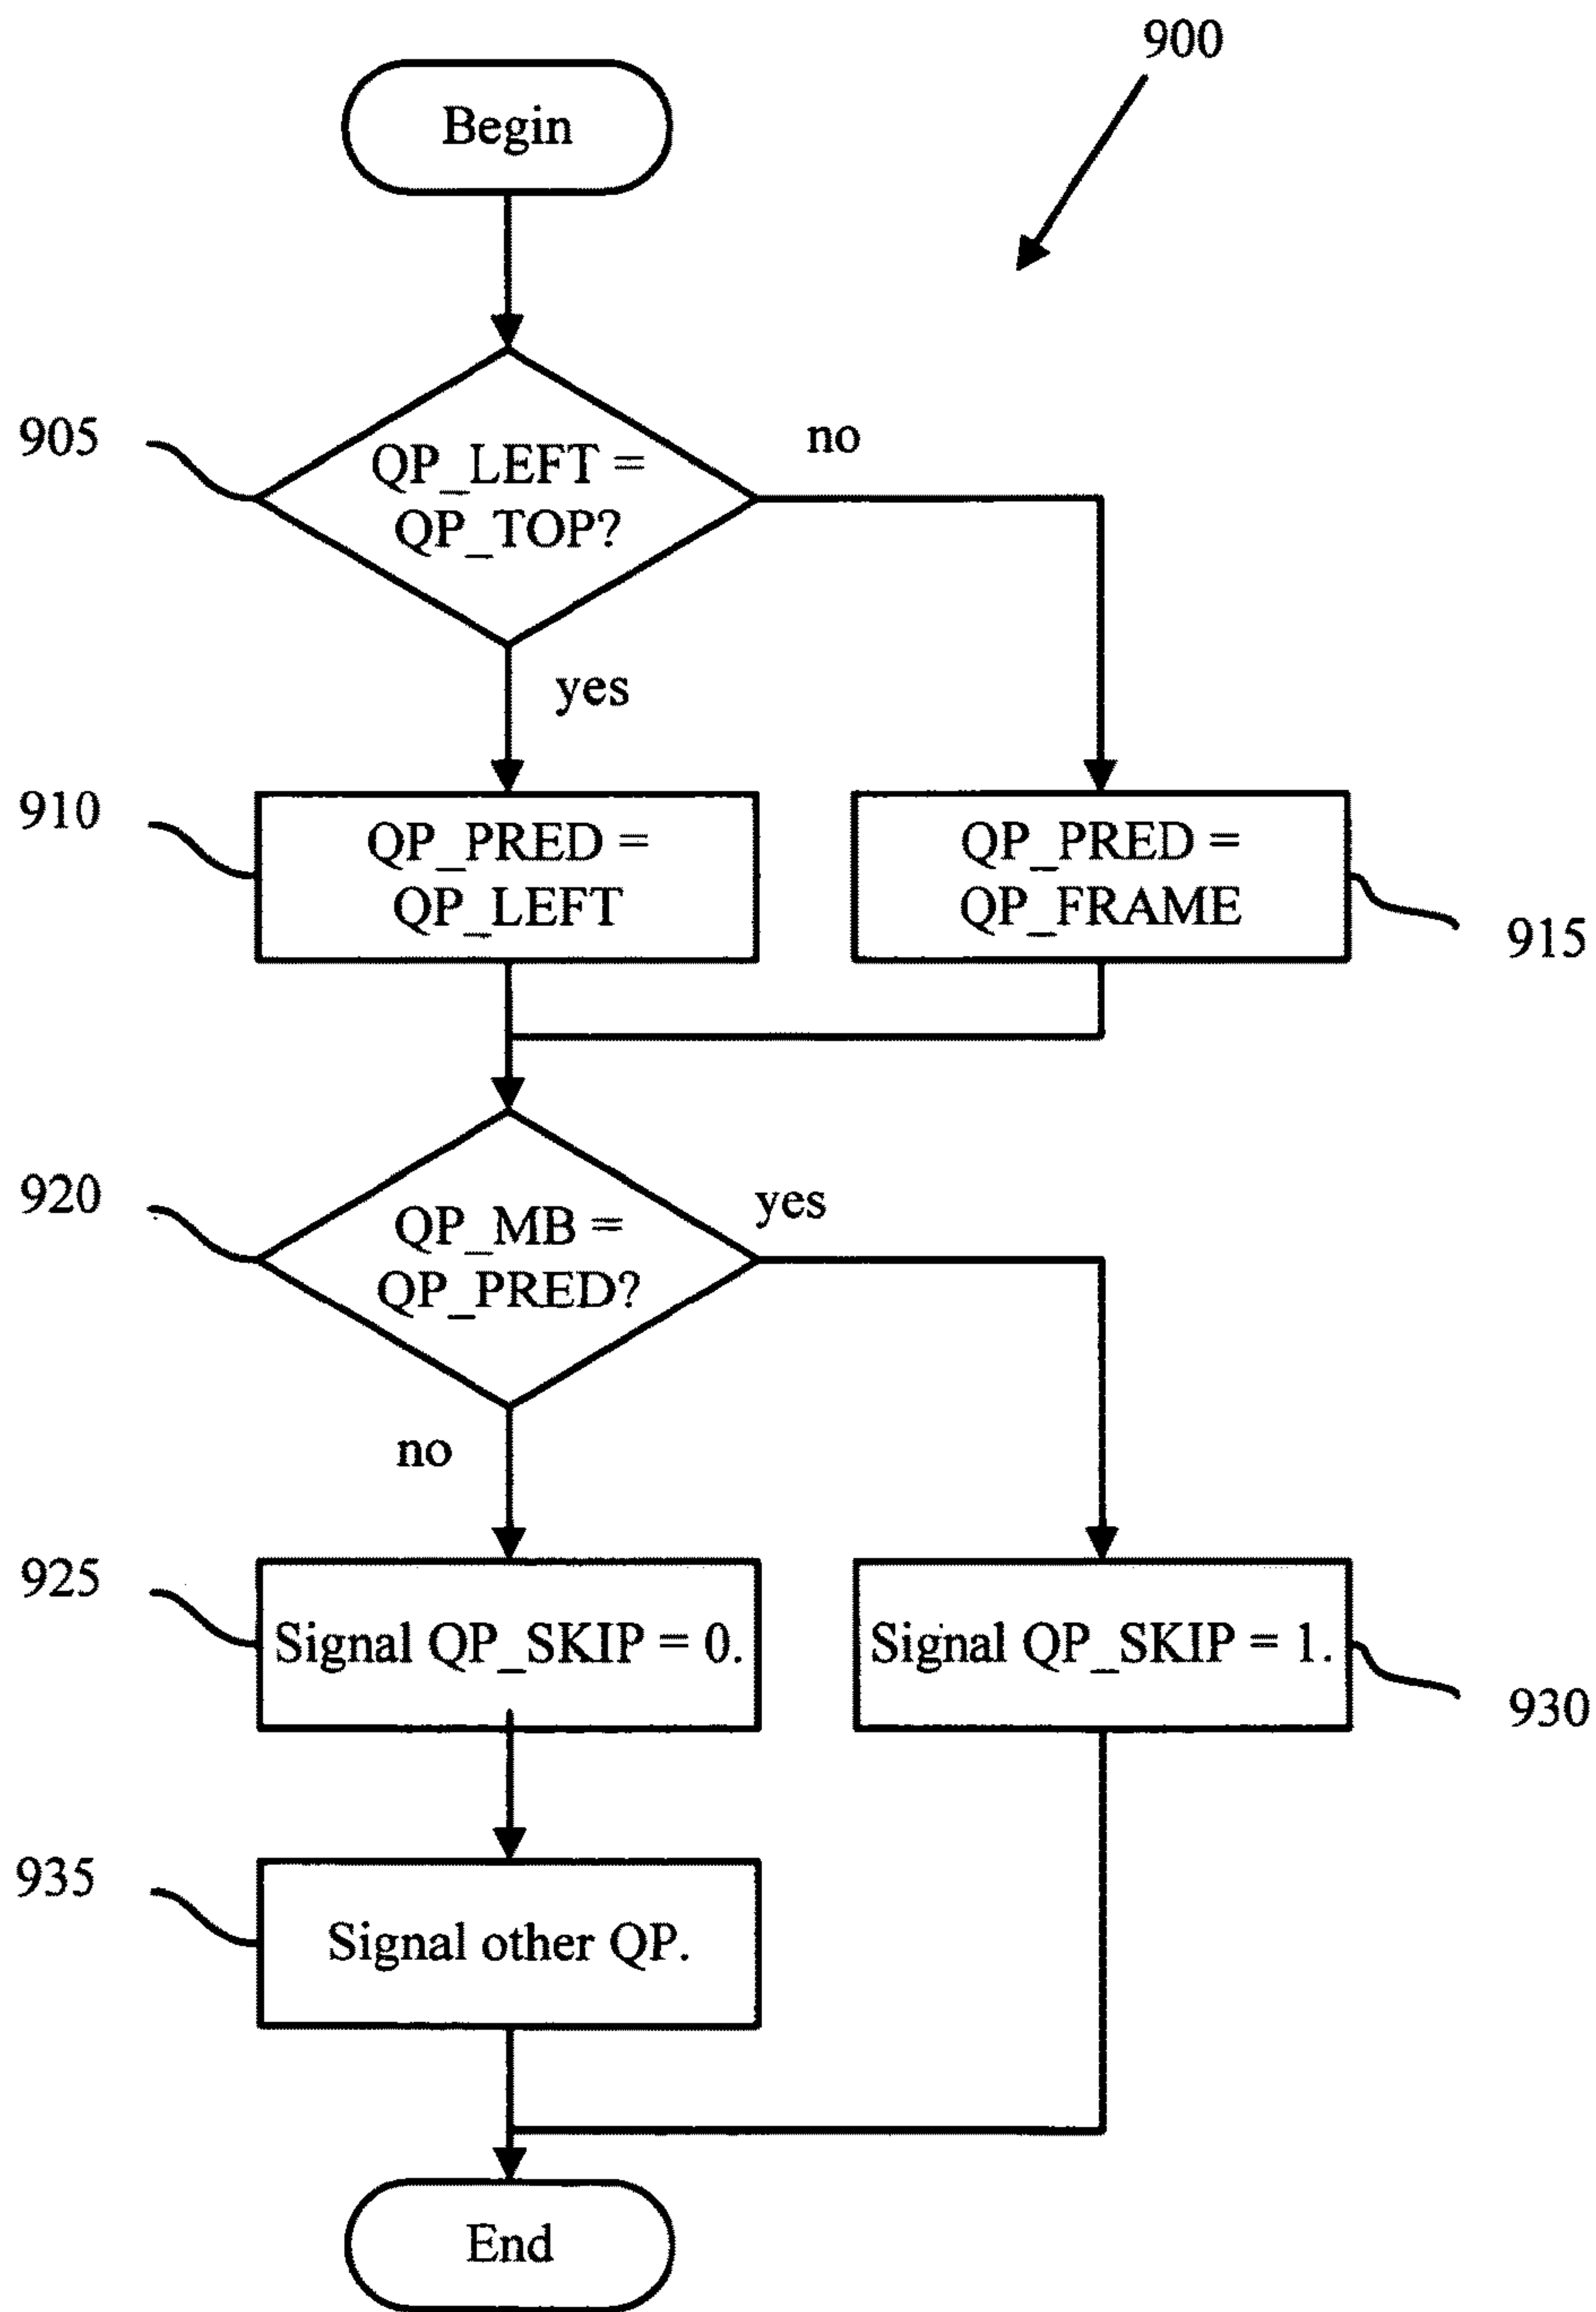 900
Begin
905
QP_LEFT =
QP_TOP?
no
yes
910
QP_PRED =
QP_LEFT
QP_PRED =
QP_FRAME
915
920
QP_MB =
QP_PRED?
yes
no
925
Signal QP_SKIP = 0.
Signal QP_SKIP = 1.
930
935
Signal other QP.
End